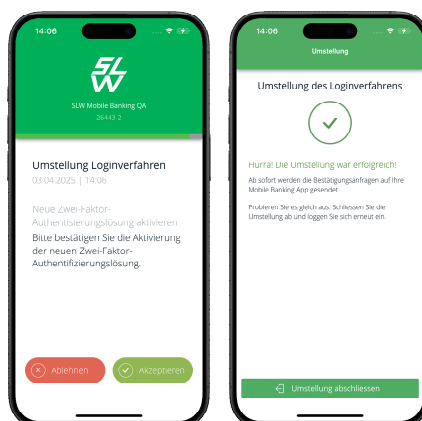 14:06
SLW
SLW Mobile Banking QA
26443 2
Umstellung Loginverfahren
03.04.2025 | 14:06
Neue Zwei-Faktor-
Authentisierungslösung aktivieren
Bitte bestätigen Sie die Aktivierung
der neuen Zwei-Faktor-
Authentifizierungslösung.
Ablehnen
Akzeptieren
14:06
Umstellung
Umstellung des Loginverfahrens
Hurra! Die Umstellung war erfolgreich!
Ab sofort werden die Bestätigungsanfragen auf Ihre
Mobile Banking App gesendet
Probieren Sie es gleich aus. Schliessen Sie die
Umstellung ab und loggen Sie sich erneut ein.
Umstellung abschliessen